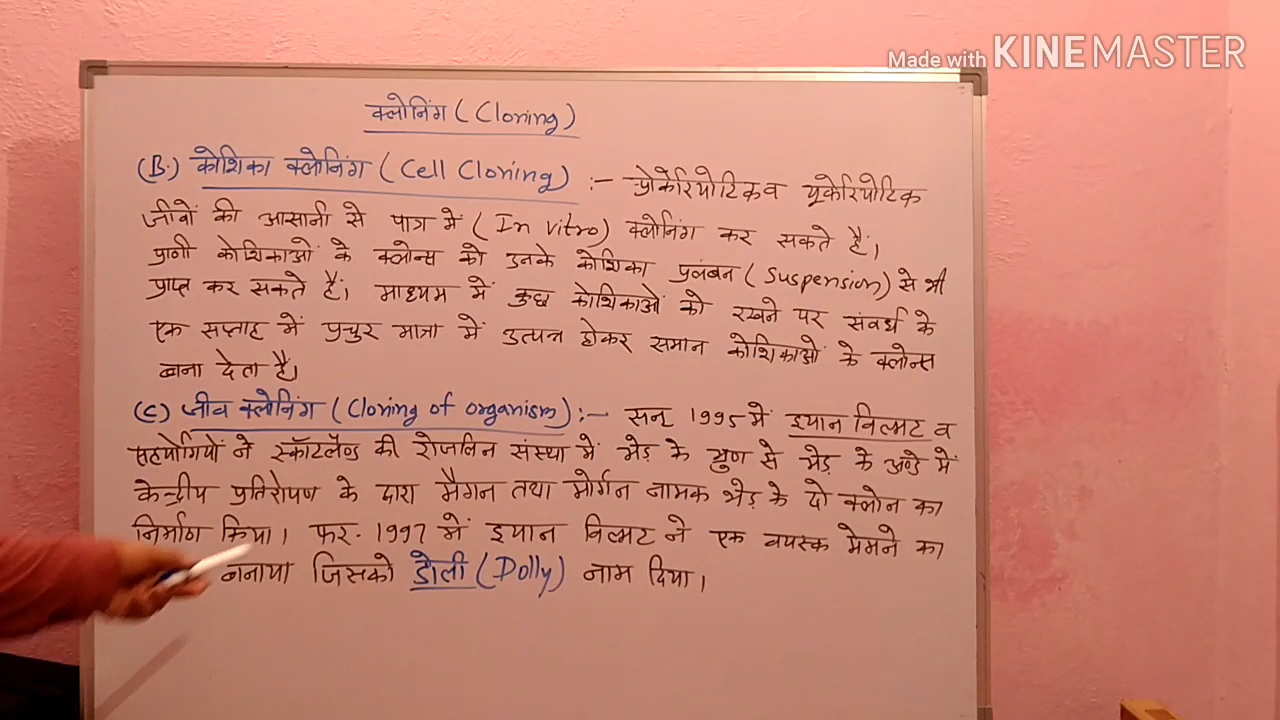 Made with KINEMASTER
क्लोनिंग (Cloning)
(B.) कोशिका क्लोनिंग (Cell Cloning) :- प्रोकेरियोटिक व यूकेरियोटिक
जीवों की आसानी से पात्र में (In vitro) क्लोनिंग कर सकते हैं।
प्राणी कोशिकाओं के क्लोन्स को उनके कोशिका प्रलंबन (Suspension) से भी
प्राप्त कर सकते हैं। माध्यम में कुछ कोशिकाओं को रखने पर संवर्ध के
एक सप्ताह में प्रचुर मात्रा में उत्पन्न होकर समान कोशिकाओं के क्लोन्स
बना देता है।
(C) जीव क्लोनिंग (Cloning of organism) :- सन् 1995 में इयान विल्मट व
सहयोगियों ने स्कॉटलैण्ड की रोजलिन संस्था में भेड़ के भ्रुण से भेड़ के अण्डे में
केन्द्रीय प्रतिरोपण के द्वारा मैगन तथा मोर्गन नामक भेड़ के दो क्लोन का
निर्माण किया। फर. 1997 में इयान विल्मट ने एक वयस्क मेमने का
बनाया जिसको डोली (Dolly) नाम दिया।